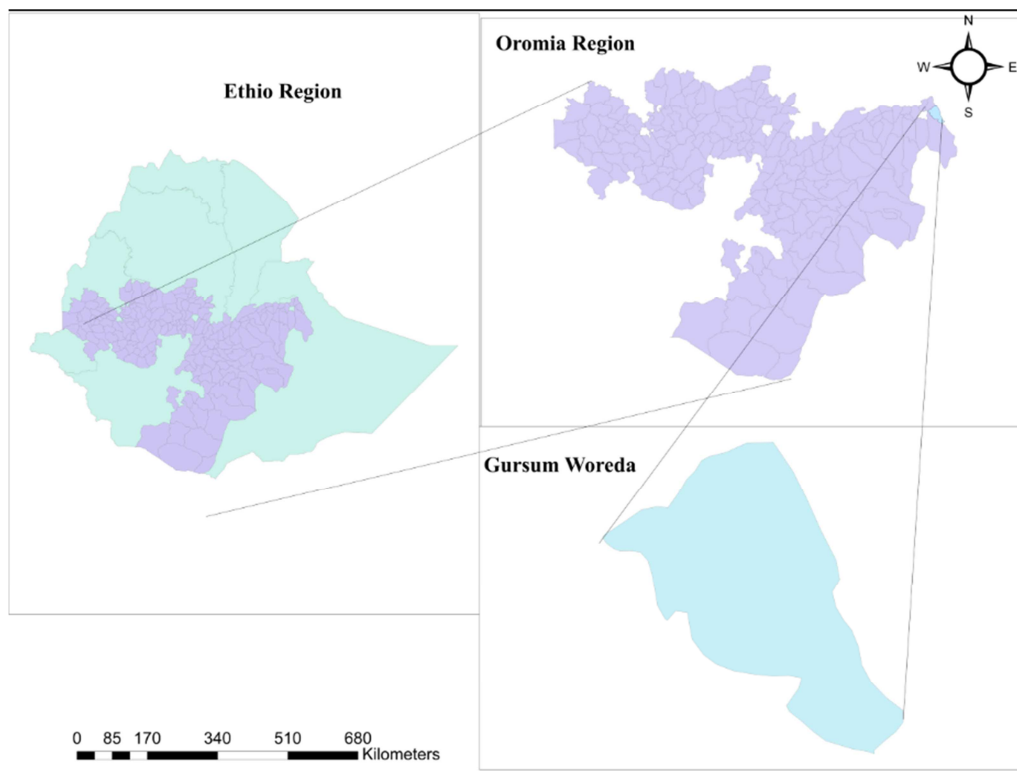 Ethio Region
Oromia Region
N
W
E
S
Gursum Woreda
0 85 170 340 510 680
Kilometers